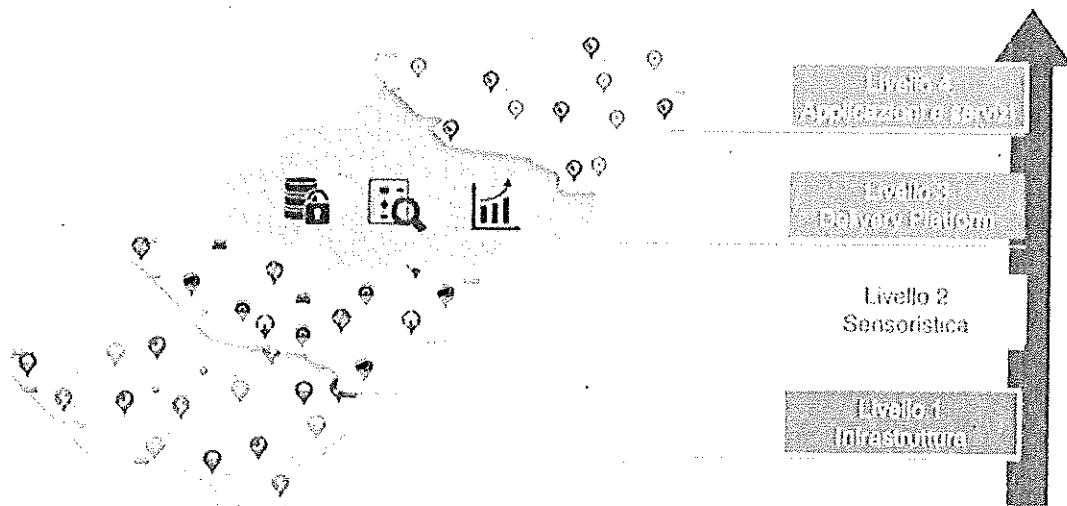 Livello 4
Applicazioni e servizi
Livello 3
Delivery Platform
Livello 2
Sensoristica
Livello 1
Infrastruttura